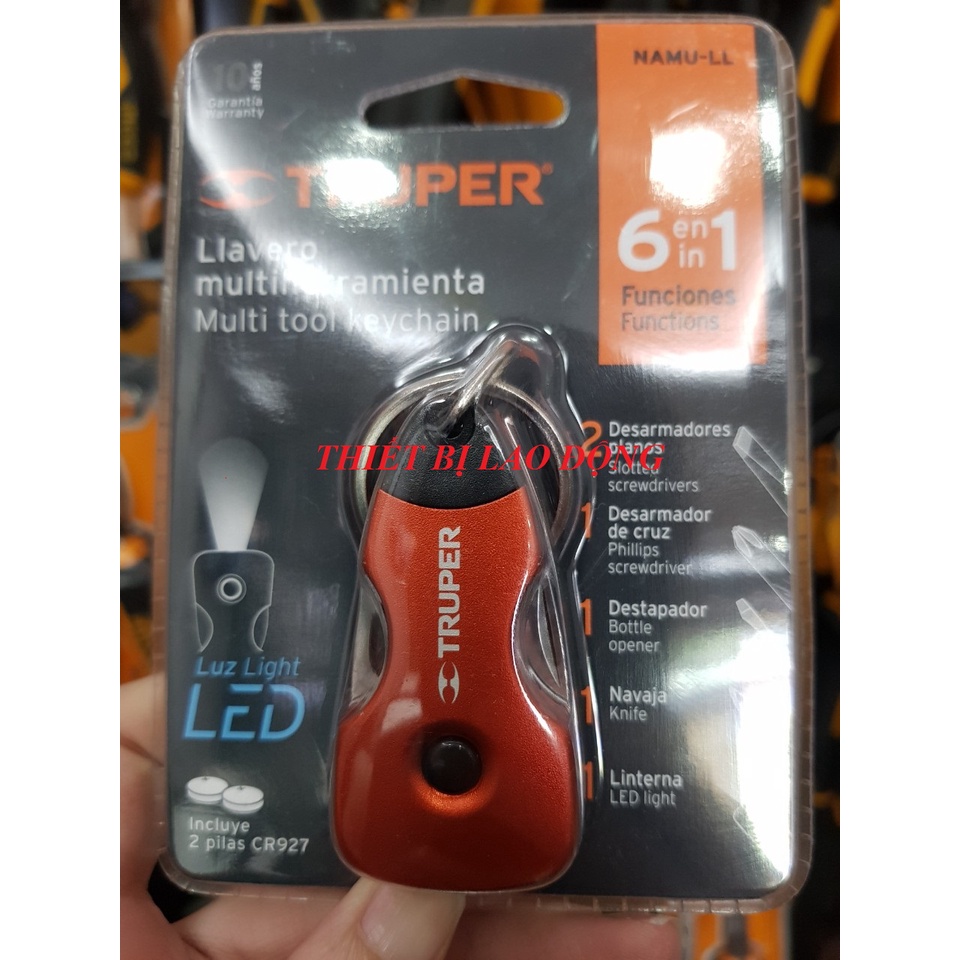 10 años
Garantía
Warranty
NAMU-LL
TRUPER®
Llavero
multiherramienta
Multi tool keychain
6 en in 1
Funciones
Functions
THIẾT BỊ LAO ĐỘNG
2 Desarmadores
planos
Slotted
screwdrivers
1 Desarmador
de cruz
Phillips
screwdriver
1 Destapador
Bottle
opener
1 Navaja
Knife
1 Linterna
LED light
TRUPER
Luz Light
LED
Incluye
2 pilas CR927